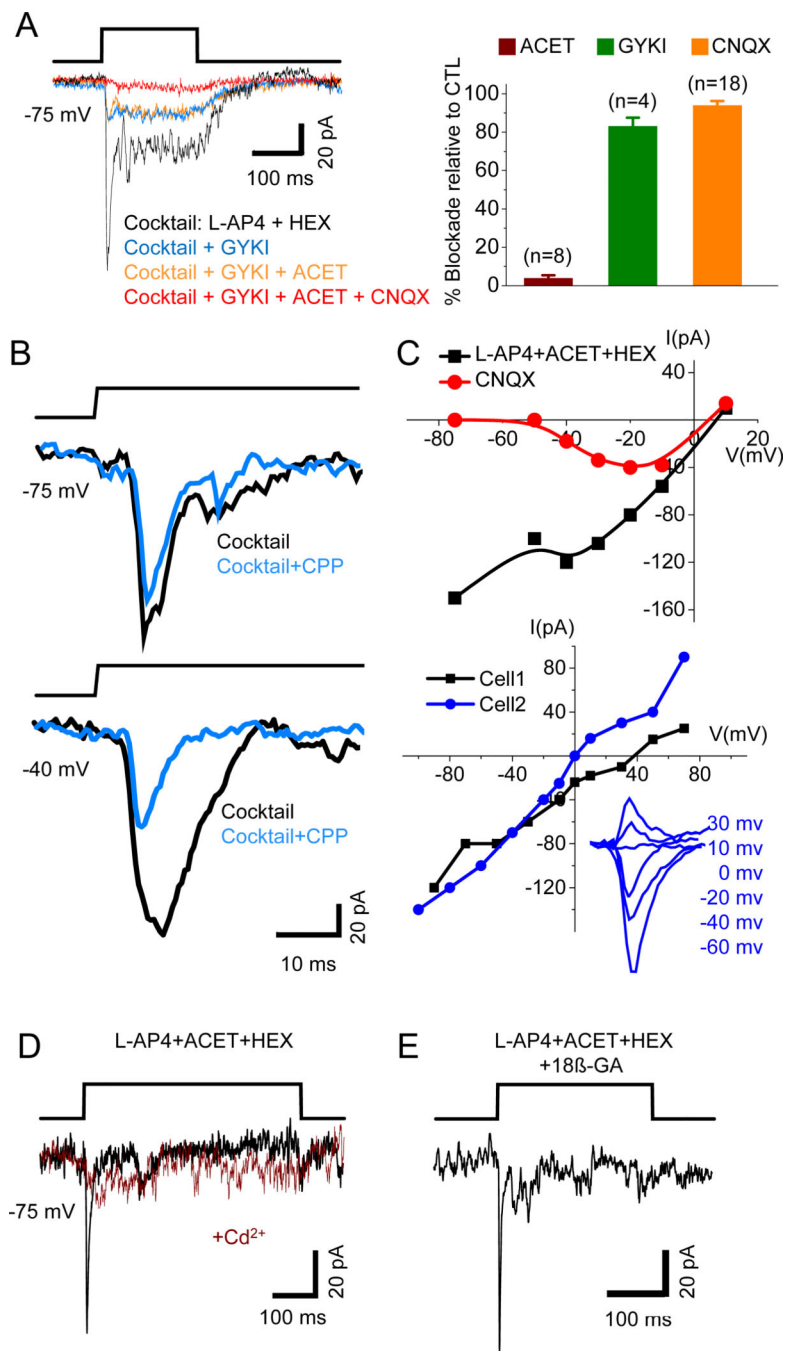 A
-75 mV
20 pA
100 ms
Cocktail: L-AP4 + HEX
Cocktail + GYKI
Cocktail + GYKI + ACET
Cocktail + GYKI + ACET + CNQX
ACET
GYKI
CNQX
% Blockade relative to CTL
100
80
60
40
20
0
(n=8)
(n=4)
(n=18)
B
-75 mV
Cocktail
Cocktail+CPP
-40 mV
Cocktail
Cocktail+CPP
20 pA
10 ms
C
I(pA)
L-AP4+ACET+HEX
CNQX
40
-80 -60 -40 -20 20
V(mV)
-40
-80
-120
-160
I(pA)
Cell1
Cell2
80
40
V(mV)
-80 -40 40 80
-80
-120
30 mv
10 mv
0 mv
-20 mv
-40 mv
-60 mv
D
L-AP4+ACET+HEX
-75 mV
+Cd²⁺
20 pA
100 ms
E
L-AP4+ACET+HEX
+18ß-GA
20 pA
100 ms